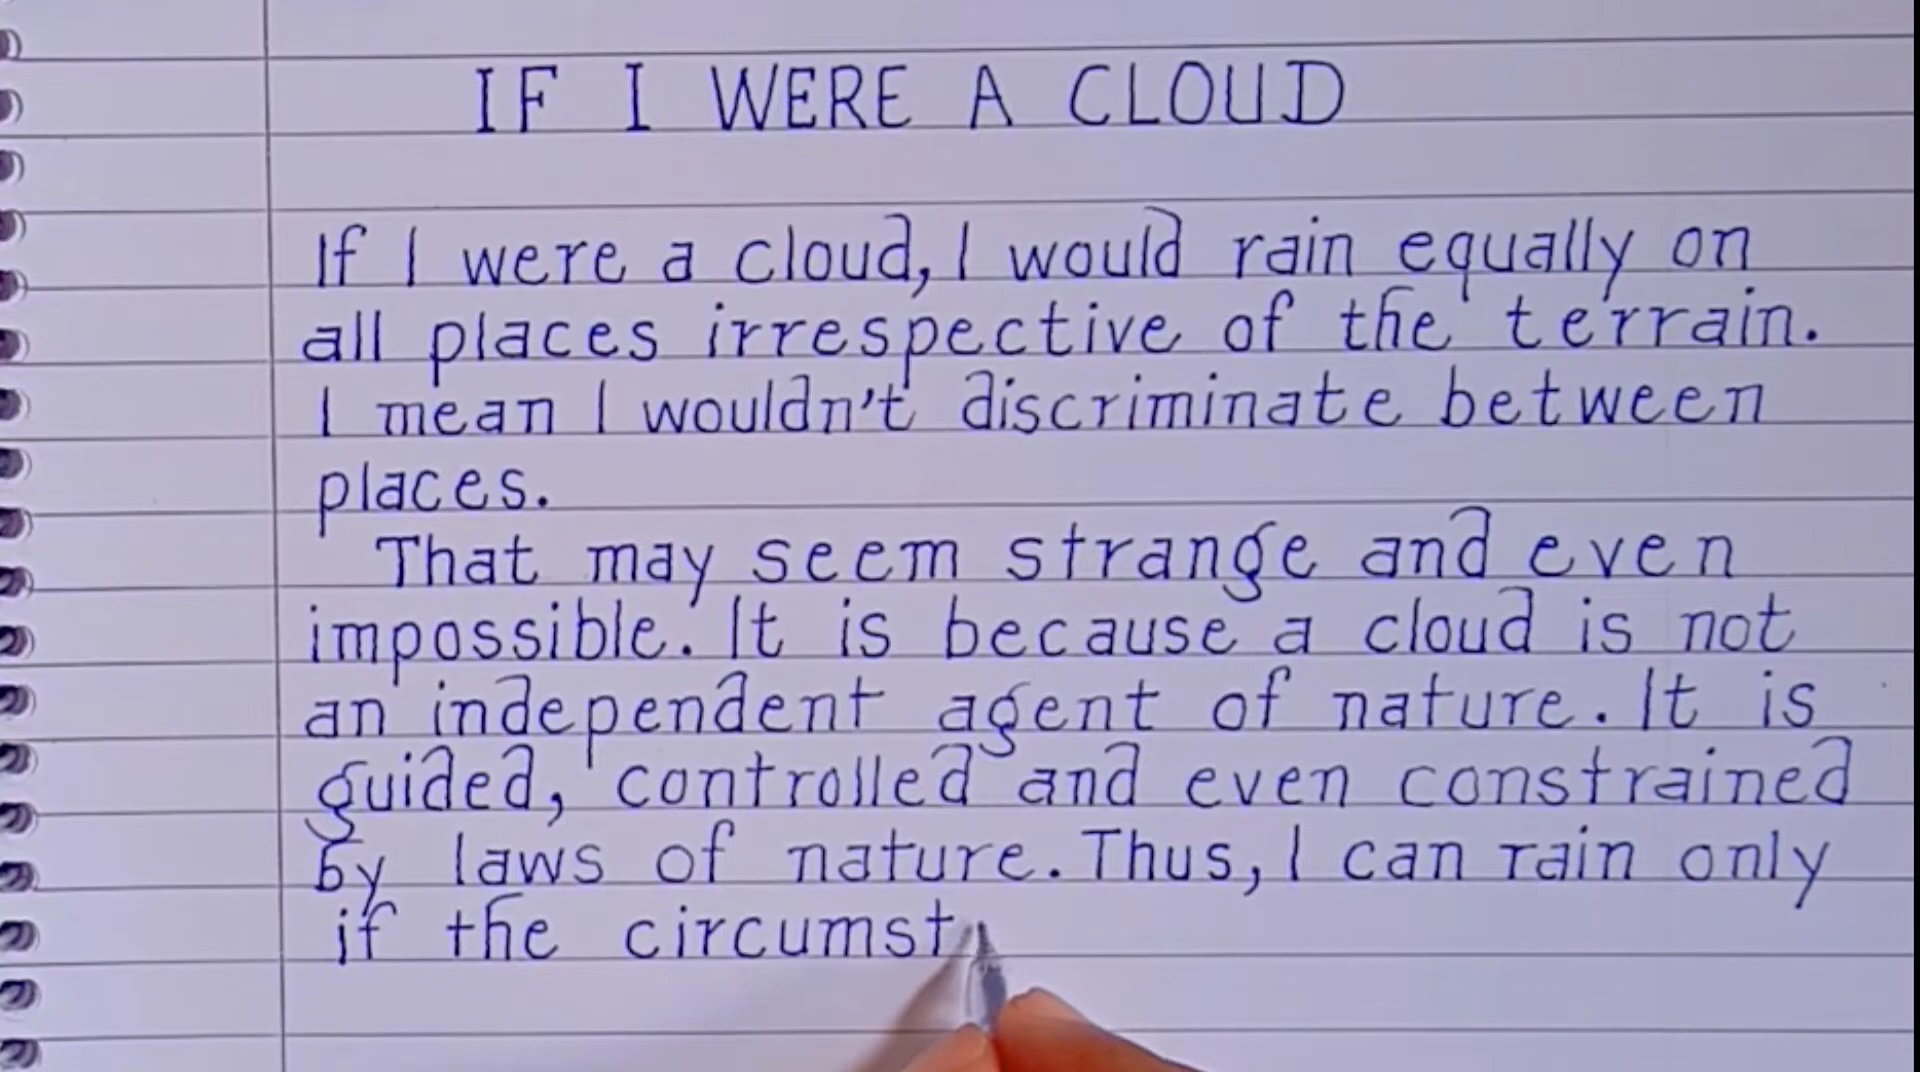 IF I WERE A CLOUD
If I were a cloud, I would rain equally on
all places irrespective of the terrain.
I mean I wouldn't discriminate between
places.
That may seem strange and even
impossible. It is because a cloud is not
an independent agent of nature. It is
guided, controlled and even constrained
by laws of nature. Thus, I can rain only
if the circumst